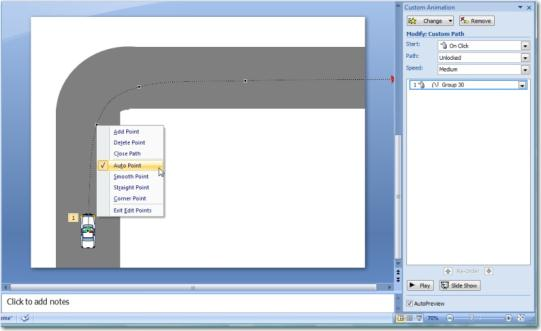 Custom Animation
Change
Remove
Modify: Custom Path
Start: On Click
Path: Unlocked
Speed: Medium
1 Group 30
Add Point
Delete Point
Close Path
Auto Point
Smooth Point
Straight Point
Corner Point
Exit Edit Points
1
Re-Order
Play
Slide Show
AutoPreview
Click to add notes
70%